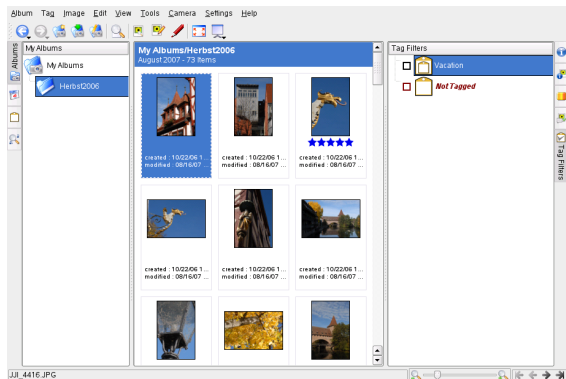 Album Tag Image Edit View Tools Camera Settings Help
Albums
My Albums
My Albums
Herbst2006
My Albums/Herbst2006
August 2007 - 73 Items
created : 10/22/06 1...
modified : 08/16/07 ...
created : 10/22/06 1...
modified : 08/16/07 ...
created : 10/22/06 1...
modified : 08/16/07 ...
created : 10/22/06 1...
modified : 08/16/07 ...
created : 10/22/06 1...
modified : 08/16/07 ...
created : 10/22/06 1...
modified : 08/16/07 ...
Tag Filters
Vacation
Not Tagged
Tag Filters
JJI_4416.JPG